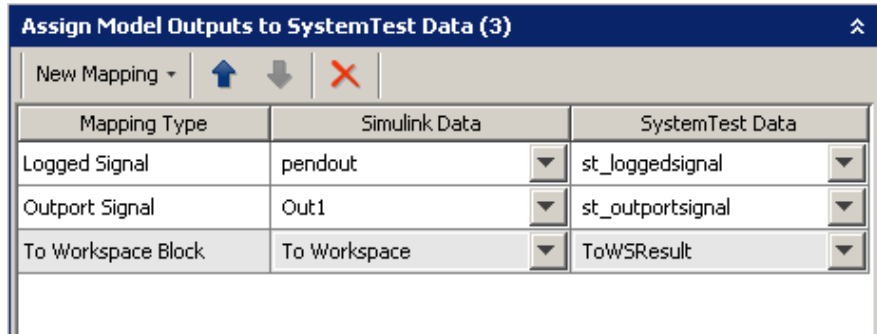 Assign Model Outputs to SystemTest Data (3)
New Mapping
Mapping Type Simulink Data SystemTest Data
Logged Signal pendout st_loggedsignal
Outport Signal Out1 st_outportsignal
To Workspace Block To Workspace ToWSResult